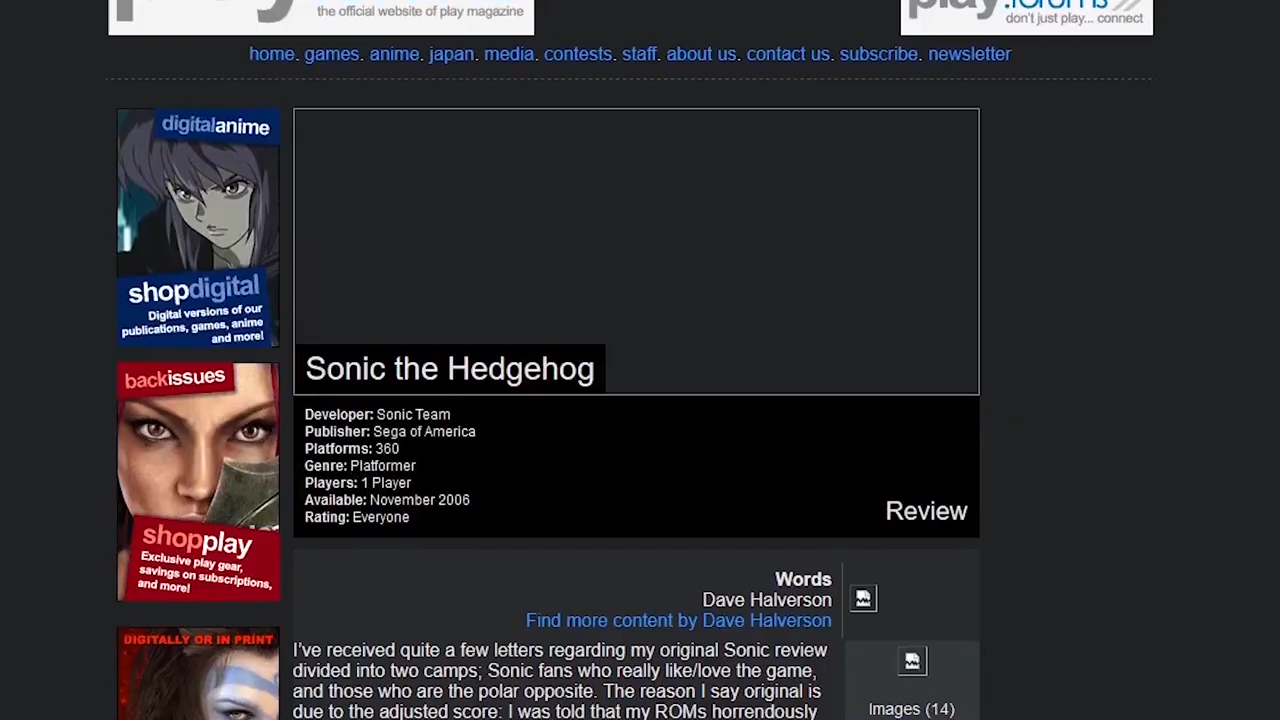 play
the official website of play magazine
play.forums
don't just play... connect
home. games. anime. japan. media. contests. staff. about us. contact us. subscribe. newsletter
digitalanime
shopdigital
Digital versions of our
publications, games, anime
and more!
backissues
shopplay
Exclusive play gear,
savings on subscriptions,
and more!
DIGITALLY OR IN PRINT
Sonic the Hedgehog
Developer: Sonic Team
Publisher: Sega of America
Platforms: 360
Genre: Platformer
Players: 1 Player
Available: November 2006
Rating: Everyone
Review
Words
Dave Halverson
Find more content by Dave Halverson
I've received quite a few letters regarding my original Sonic review
divided into two camps; Sonic fans who really like/love the game,
and those who are the polar opposite. The reason I say original is
due to the adjusted score: I was told that my ROMs horrendously
Images (14)